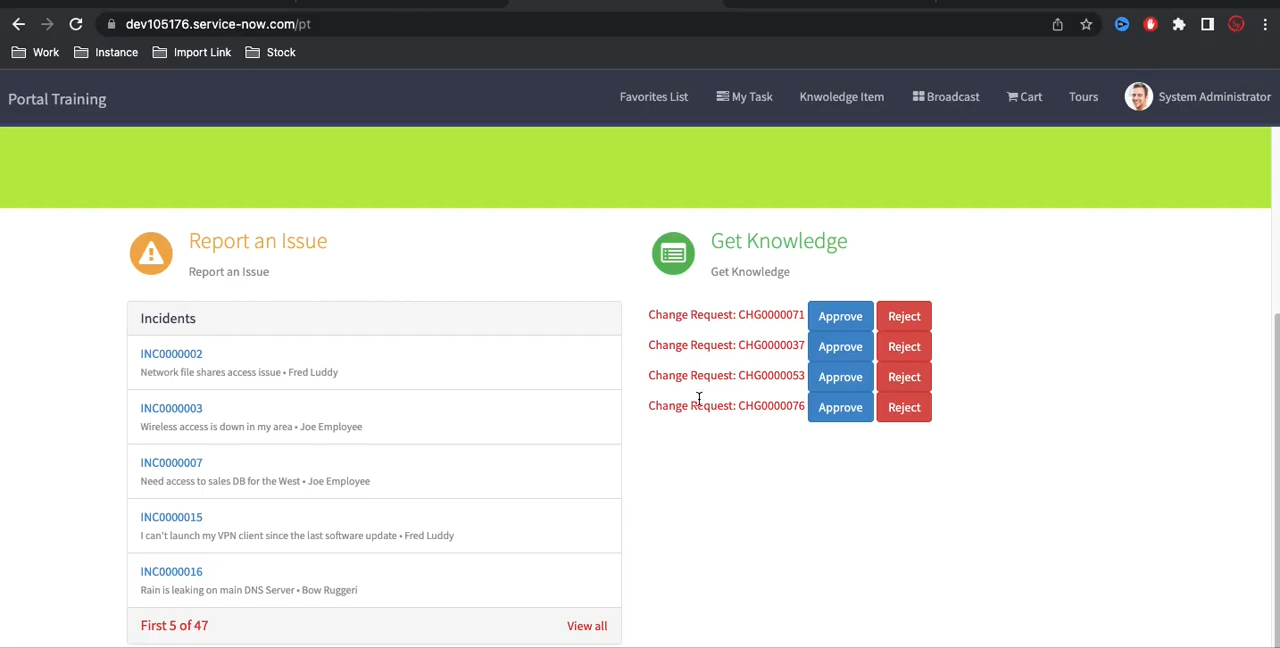 dev105176.service-now.com/pt
Work Instance Import Link Stock
Portal Training Favorites List My Task Knwoledge Item Broadcast Cart Tours System Administrator
Report an Issue
Report an Issue
Get Knowledge
Get Knowledge
Incidents
INC0000002
Network file shares access issue • Fred Luddy
INC0000003
Wireless access is down in my area • Joe Employee
INC0000007
Need access to sales DB for the West • Joe Employee
INC0000015
I can't launch my VPN client since the last software update • Fred Luddy
INC0000016
Rain is leaking on main DNS Server • Bow Ruggeri
First 5 of 47 View all
Change Request: CHG0000071 Approve Reject
Change Request: CHG0000037 Approve Reject
Change Request: CHG0000053 Approve Reject
Change Request: CHG0000076 Approve Reject